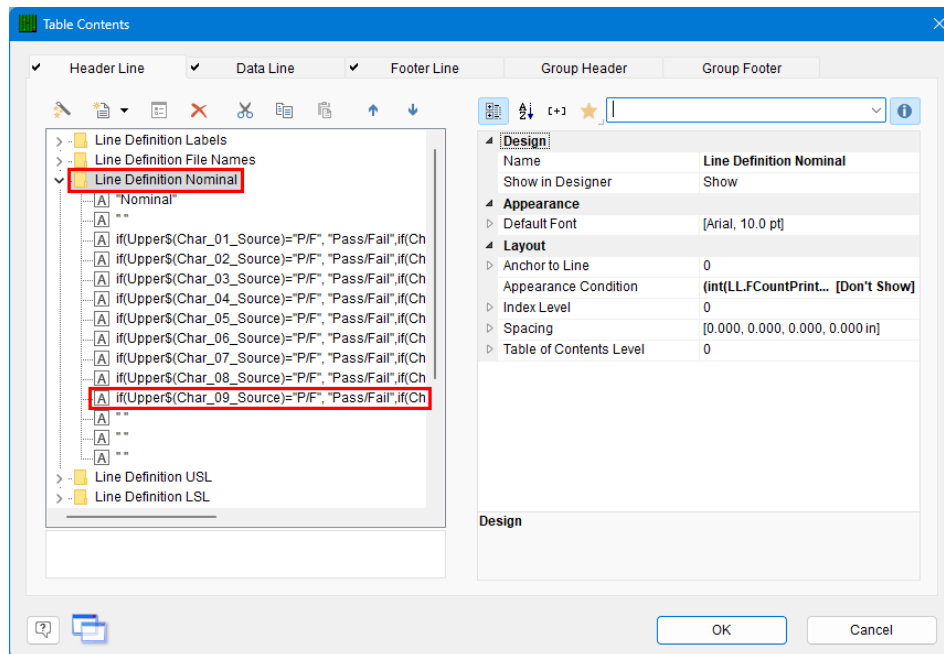 Table Contents
Header Line
Data Line
Footer Line
Group Header
Group Footer
Line Definition Labels
Line Definition File Names
Line Definition Nominal
"Nominal"
" "
if(Upper$(Char_01_Source)="P/F", "Pass/Fail",if(Ch
if(Upper$(Char_02_Source)="P/F", "Pass/Fail",if(Ch
if(Upper$(Char_03_Source)="P/F", "Pass/Fail",if(Ch
if(Upper$(Char_04_Source)="P/F", "Pass/Fail",if(Ch
if(Upper$(Char_05_Source)="P/F", "Pass/Fail",if(Ch
if(Upper$(Char_06_Source)="P/F", "Pass/Fail",if(Ch
if(Upper$(Char_07_Source)="P/F", "Pass/Fail",if(Ch
if(Upper$(Char_08_Source)="P/F", "Pass/Fail",if(Ch
if(Upper$(Char_09_Source)="P/F", "Pass/Fail",if(Ch
" "
" "
" "
Line Definition USL
Line Definition LSL
Design
Name Line Definition Nominal
Show in Designer Show
Appearance
Default Font [Arial, 10.0 pt]
Layout
Anchor to Line 0
Appearance Condition (int(LL.FCountPrint... [Don't Show]
Index Level 0
Spacing [0.000, 0.000, 0.000, 0.000 in]
Table of Contents Level 0
Design
OK
Cancel